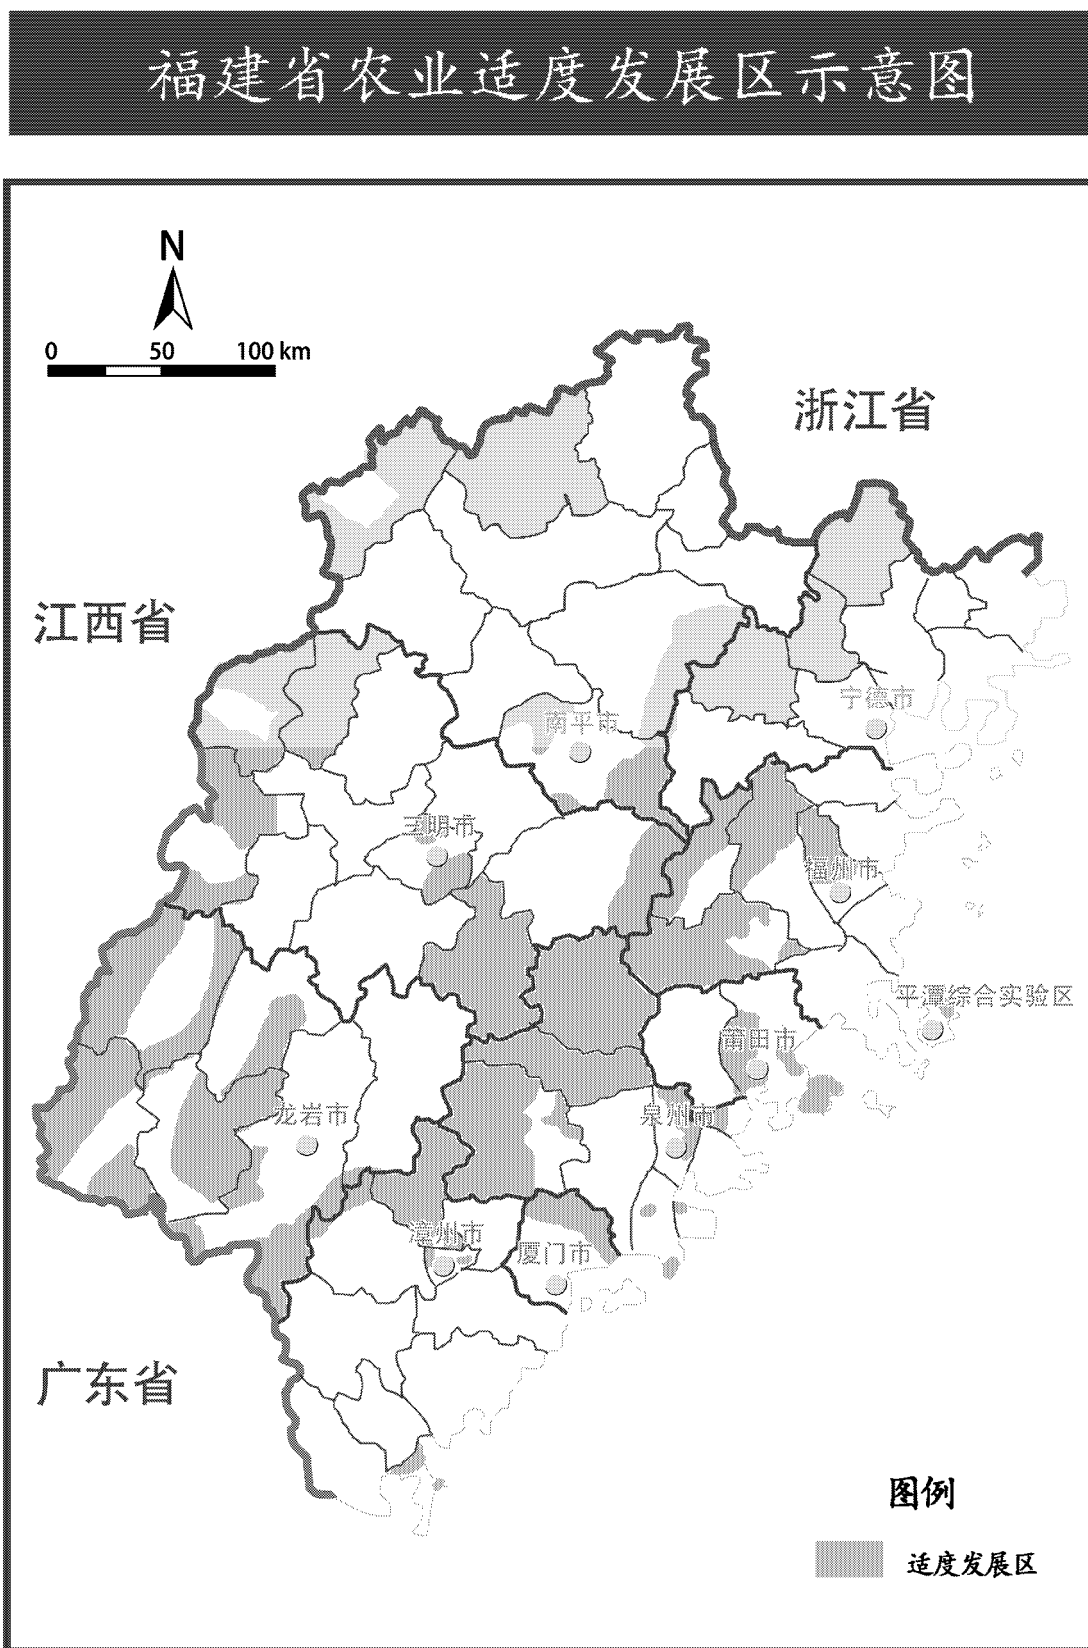 福建省农业适度发展区示意图
N
0 50 100 km
浙江省
江西省
宁德市
南平市
三明市
福州市
平潭综合实验区
莆田市
龙岩市
泉州市
漳州市
厦门市
广东省
图例
适度发展区